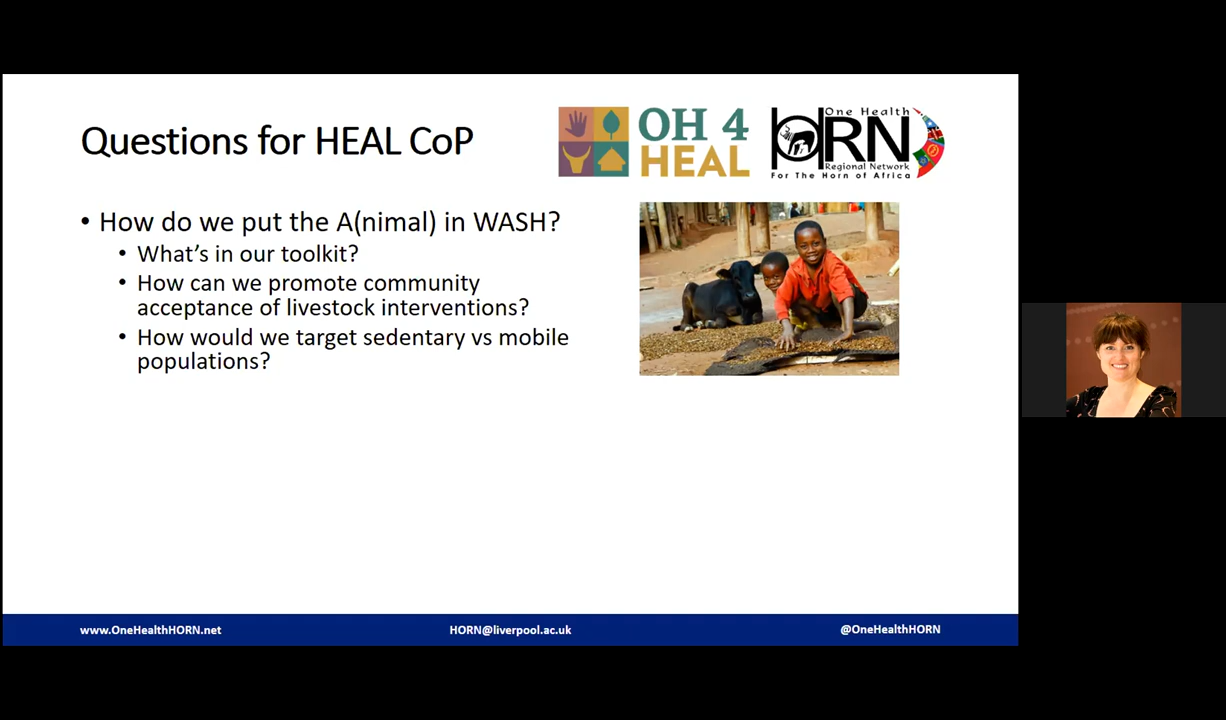 Questions for HEAL CoP
OH 4
HEAL
One Health
HORN
Regional Network
For The Horn of Africa
• How do we put the A(nimal) in WASH?
• What's in our toolkit?
• How can we promote community
acceptance of livestock interventions?
• How would we target sedentary vs mobile
populations?
www.OneHealthHORN.net
HORN@liverpool.ac.uk
@OneHealthHORN